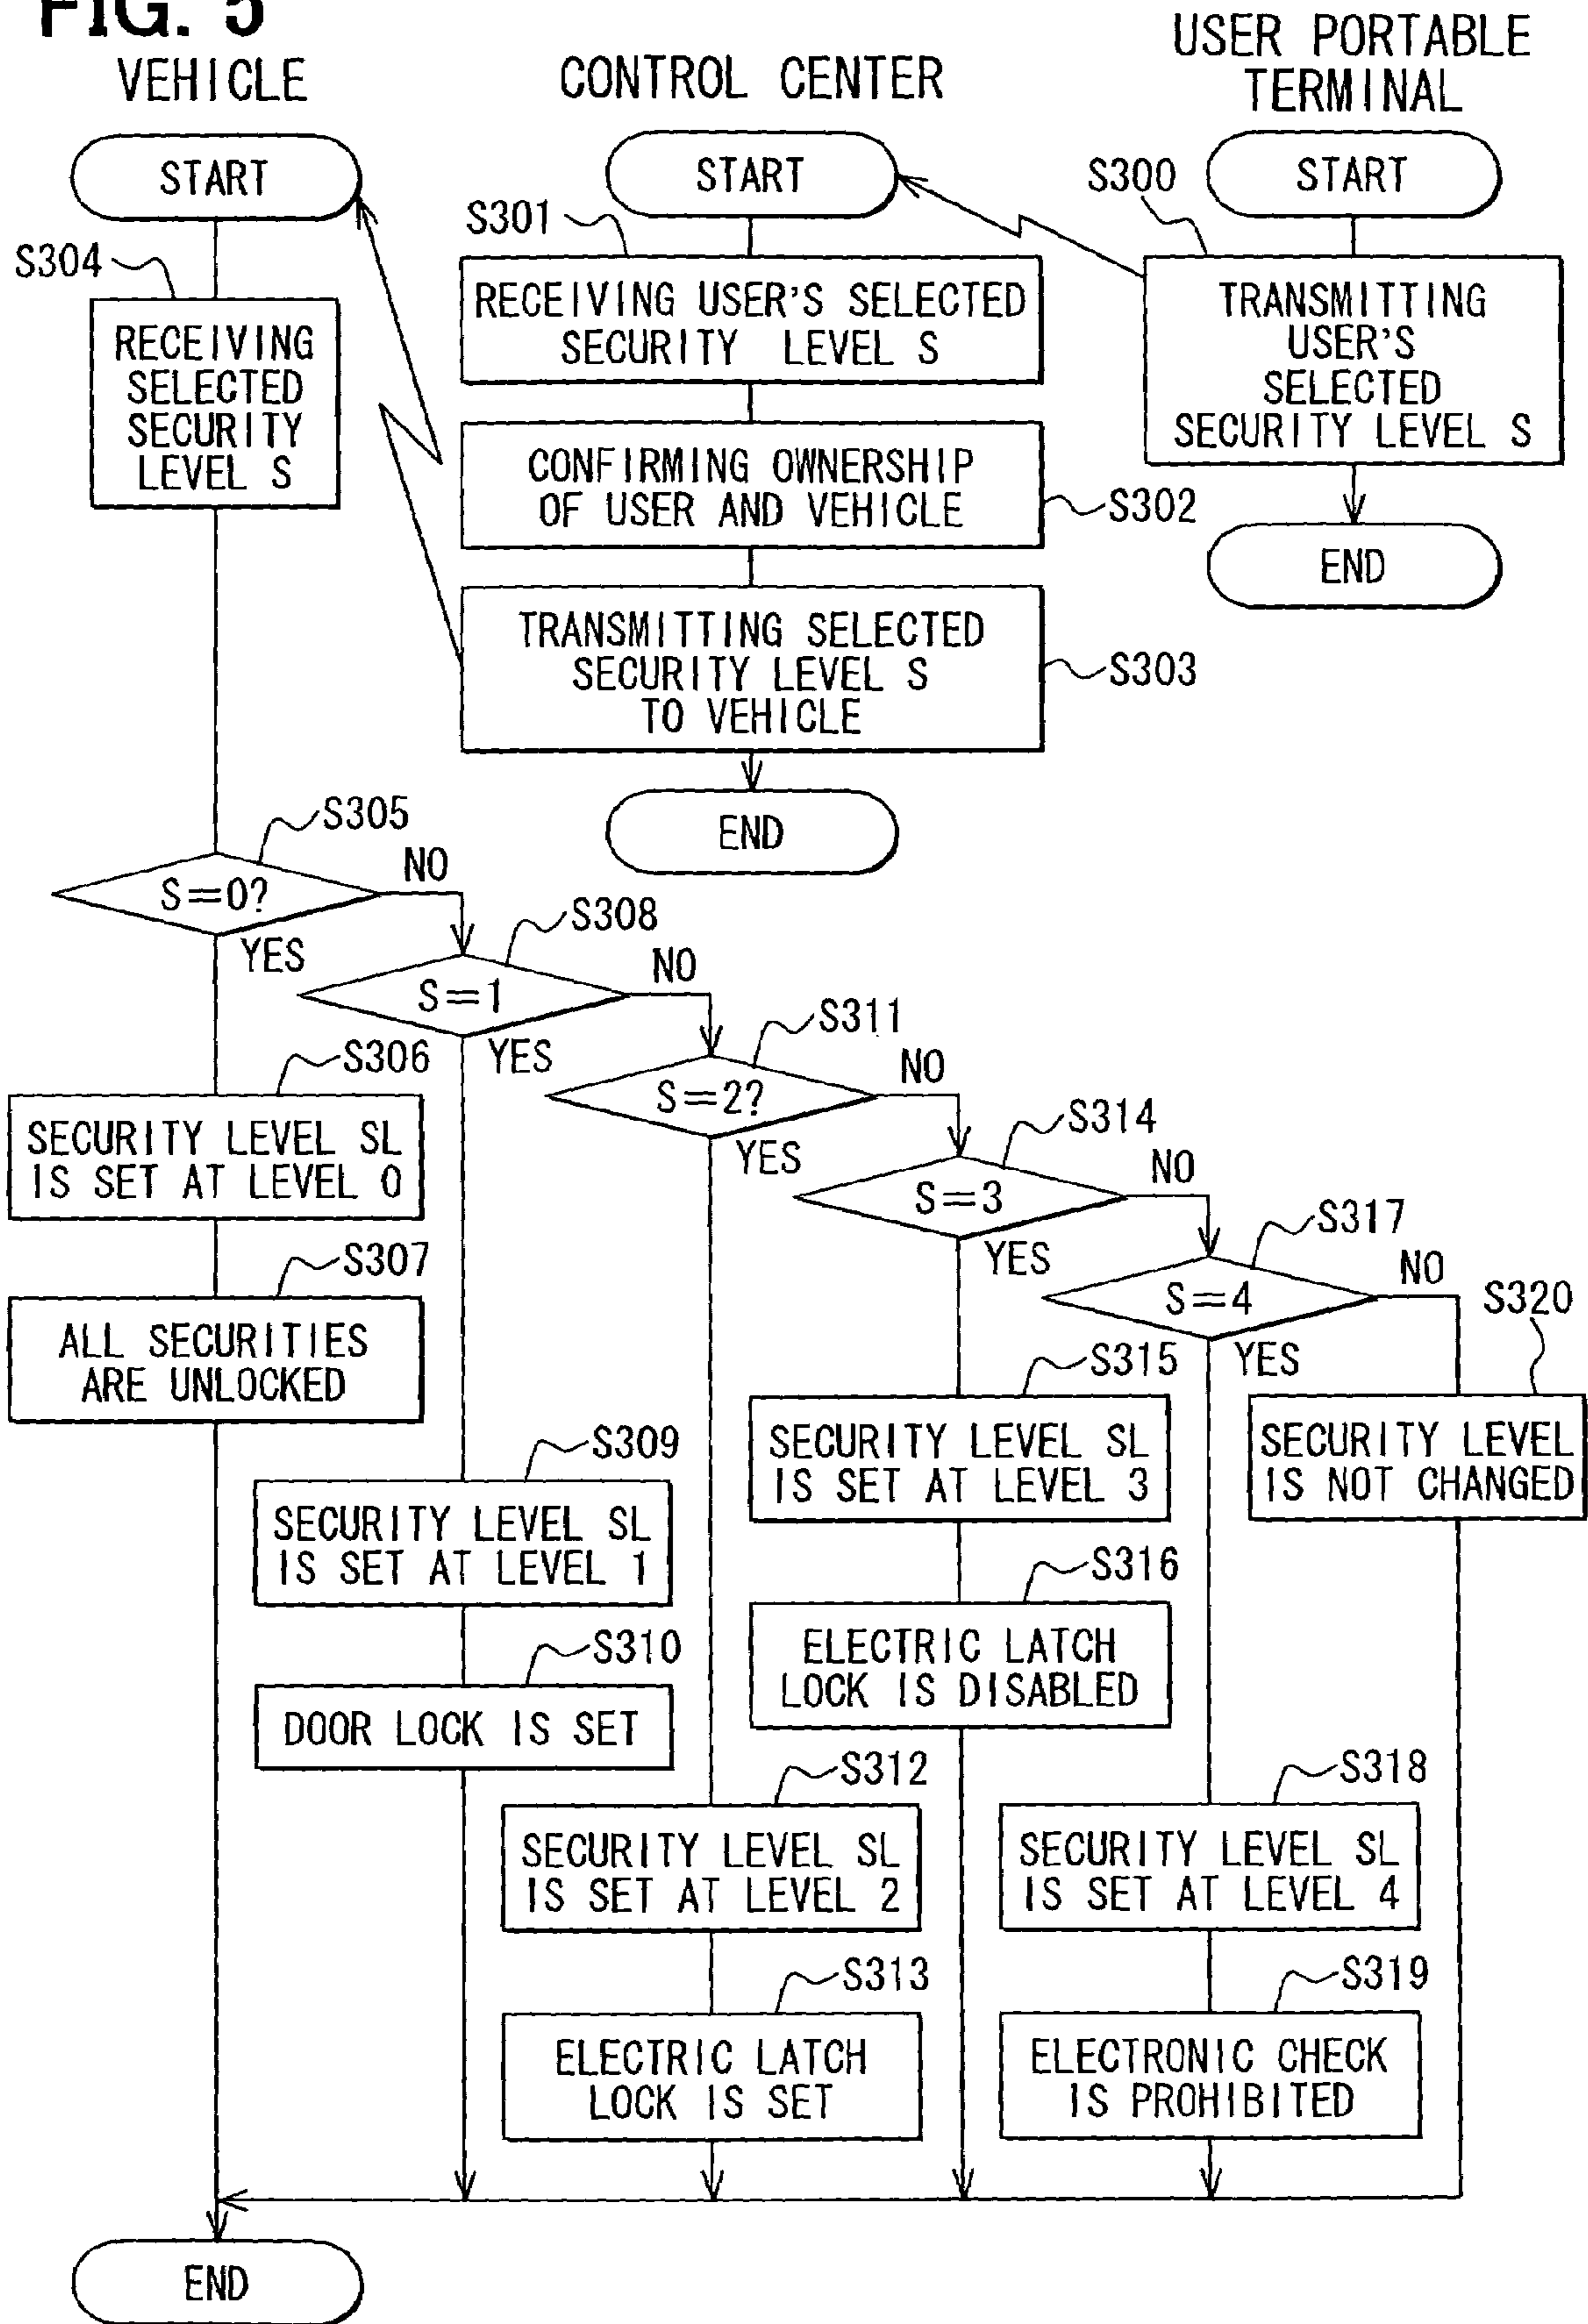 FIG. 5
VEHICLE
CONTROL CENTER
USER PORTABLE
TERMINAL
START
START
S300
START
S301
S304
RECEIVING USER'S SELECTED
SECURITY LEVEL S
TRANSMITTING
USER'S
SELECTED
SECURITY LEVEL S
RECEIVING
SELECTED
SECURITY
LEVEL S
CONFIRMING OWNERSHIP
OF USER AND VEHICLE
S302
END
TRANSMITTING SELECTED
SECURITY LEVEL S
TO VEHICLE
S303
END
S305
S=0?
NO
YES
S308
S=1
NO
YES
S311
S=2?
NO
YES
S314
S=3
NO
YES
S317
S=4
NO
YES
S320
S306
SECURITY LEVEL SL
IS SET AT LEVEL 0
S307
ALL SECURITIES
ARE UNLOCKED
S315
SECURITY LEVEL SL
IS SET AT LEVEL 3
SECURITY LEVEL
IS NOT CHANGED
S309
SECURITY LEVEL SL
IS SET AT LEVEL 1
S316
ELECTRIC LATCH
LOCK IS DISABLED
S310
DOOR LOCK IS SET
S312
SECURITY LEVEL SL
IS SET AT LEVEL 2
S318
SECURITY LEVEL SL
IS SET AT LEVEL 4
S313
ELECTRIC LATCH
LOCK IS SET
S319
ELECTRONIC CHECK
IS PROHIBITED
END